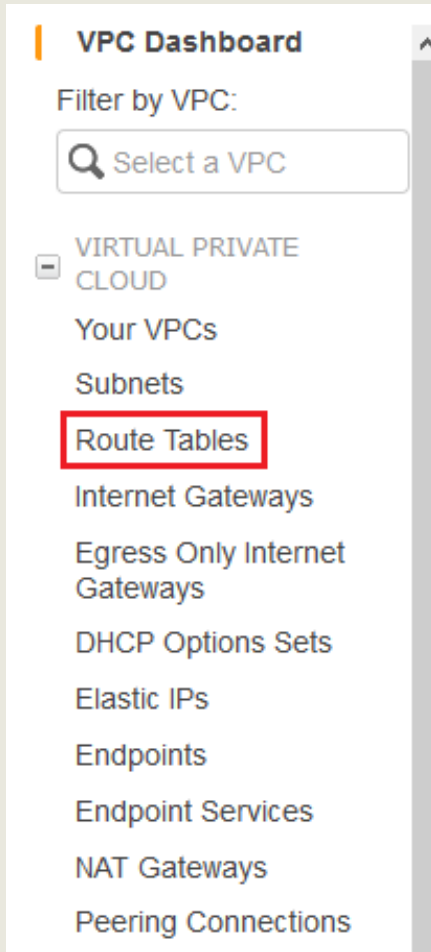 VPC Dashboard
Filter by VPC:
Select a VPC
VIRTUAL PRIVATE
CLOUD
Your VPCs
Subnets
Route Tables
Internet Gateways
Egress Only Internet
Gateways
DHCP Options Sets
Elastic IPs
Endpoints
Endpoint Services
NAT Gateways
Peering Connections